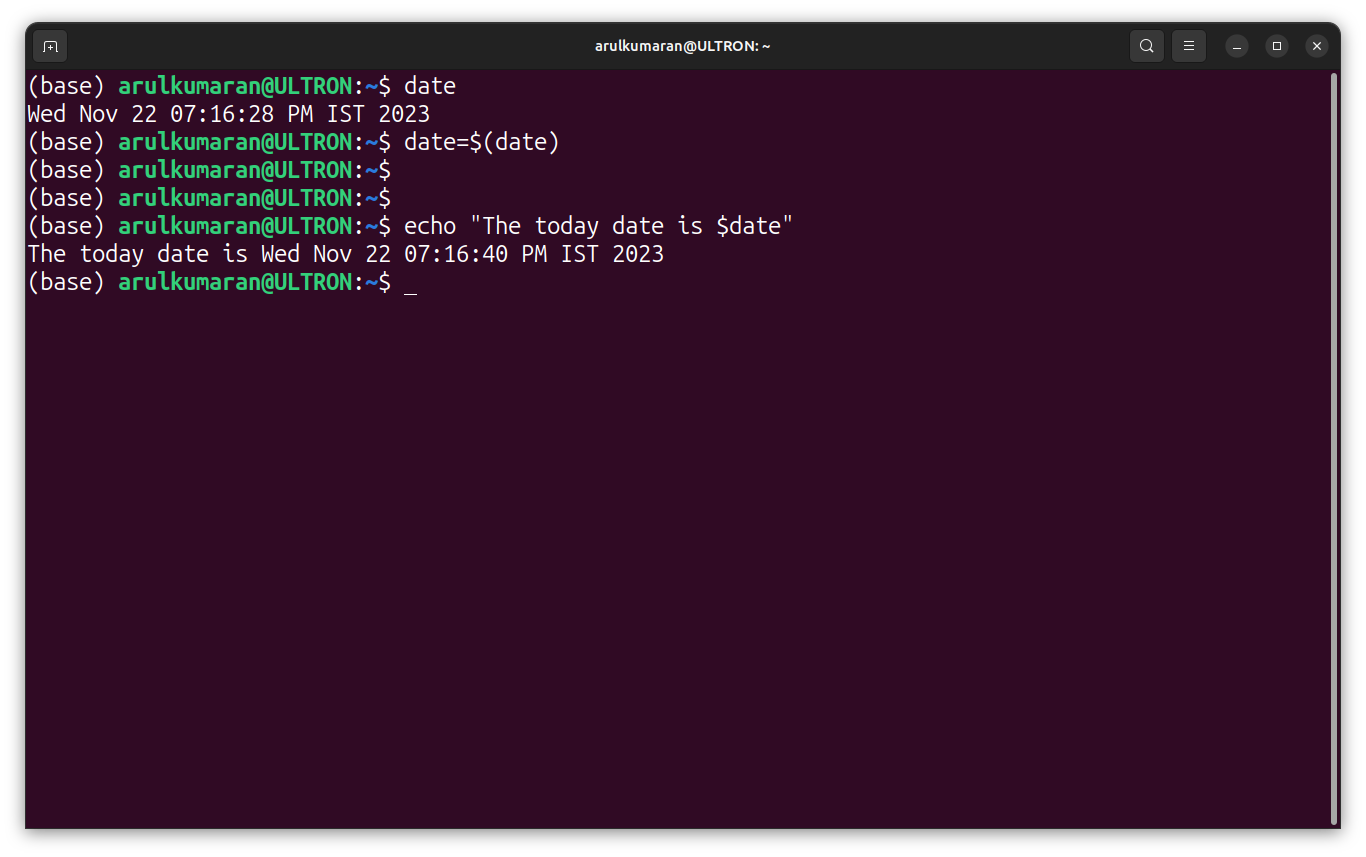 arulkumaran@ULTRON: ~
(base) arulkumaran@ULTRON:~$ date
Wed Nov 22 07:16:28 PM IST 2023
(base) arulkumaran@ULTRON:~$ date=$(date)
(base) arulkumaran@ULTRON:~$
(base) arulkumaran@ULTRON:~$
(base) arulkumaran@ULTRON:~$ echo "The today date is $date"
The today date is Wed Nov 22 07:16:40 PM IST 2023
(base) arulkumaran@ULTRON:~$ _